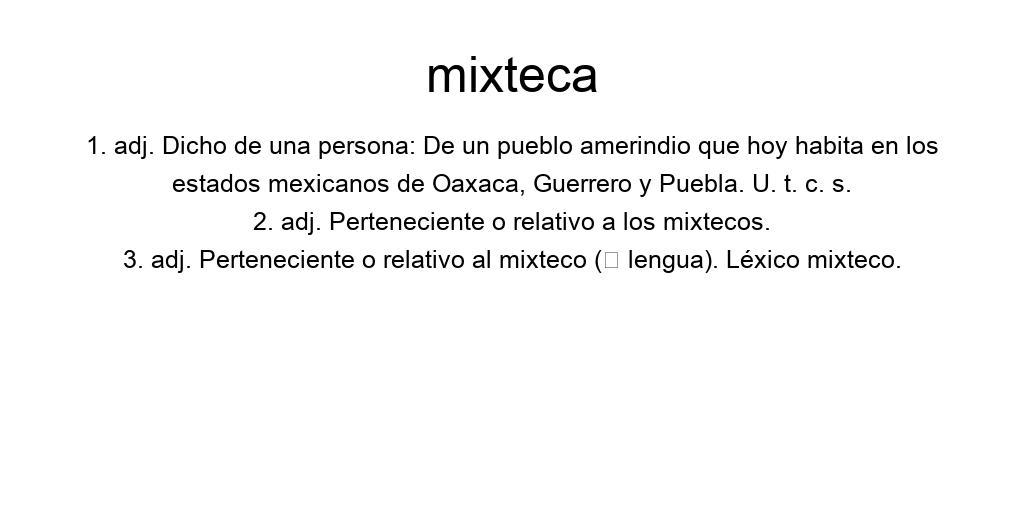 mixteca
1. adj. Dicho de una persona: De un pueblo amerindio que hoy habita en los
estados mexicanos de Oaxaca, Guerrero y Puebla. U. t. c. s.
2. adj. Perteneciente o relativo a los mixtecos.
3. adj. Perteneciente o relativo al mixteco (□ lengua). Léxico mixteco.